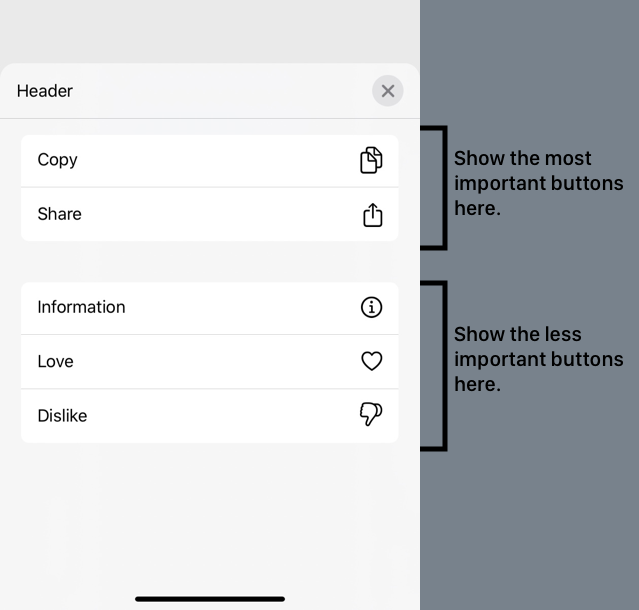 Header
Copy
Share
Show the most
important buttons
here.
Information
Love
Dislike
Show the less
important buttons
here.